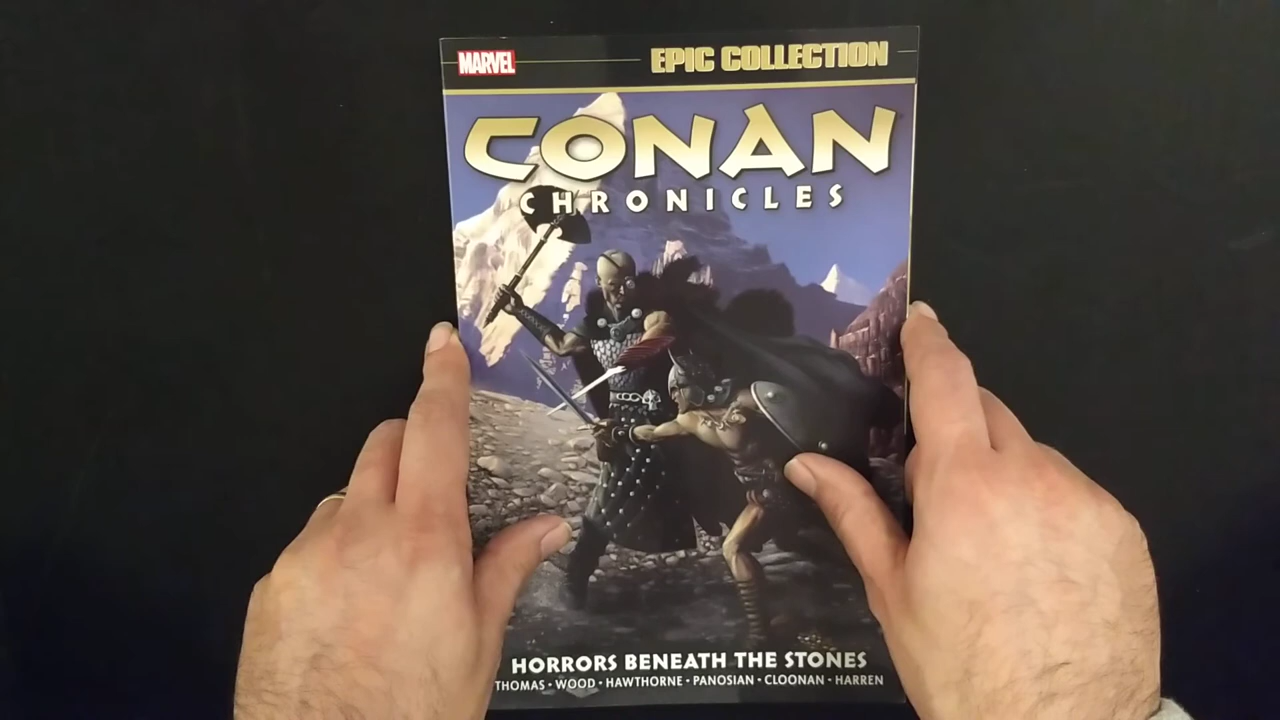 MARVEL EPIC COLLECTION
CONAN
CHRONICLES
HORRORS BENEATH THE STONES
THOMAS • WOOD • HAWTHORNE • PANOSIAN • CLOONAN • HARREN